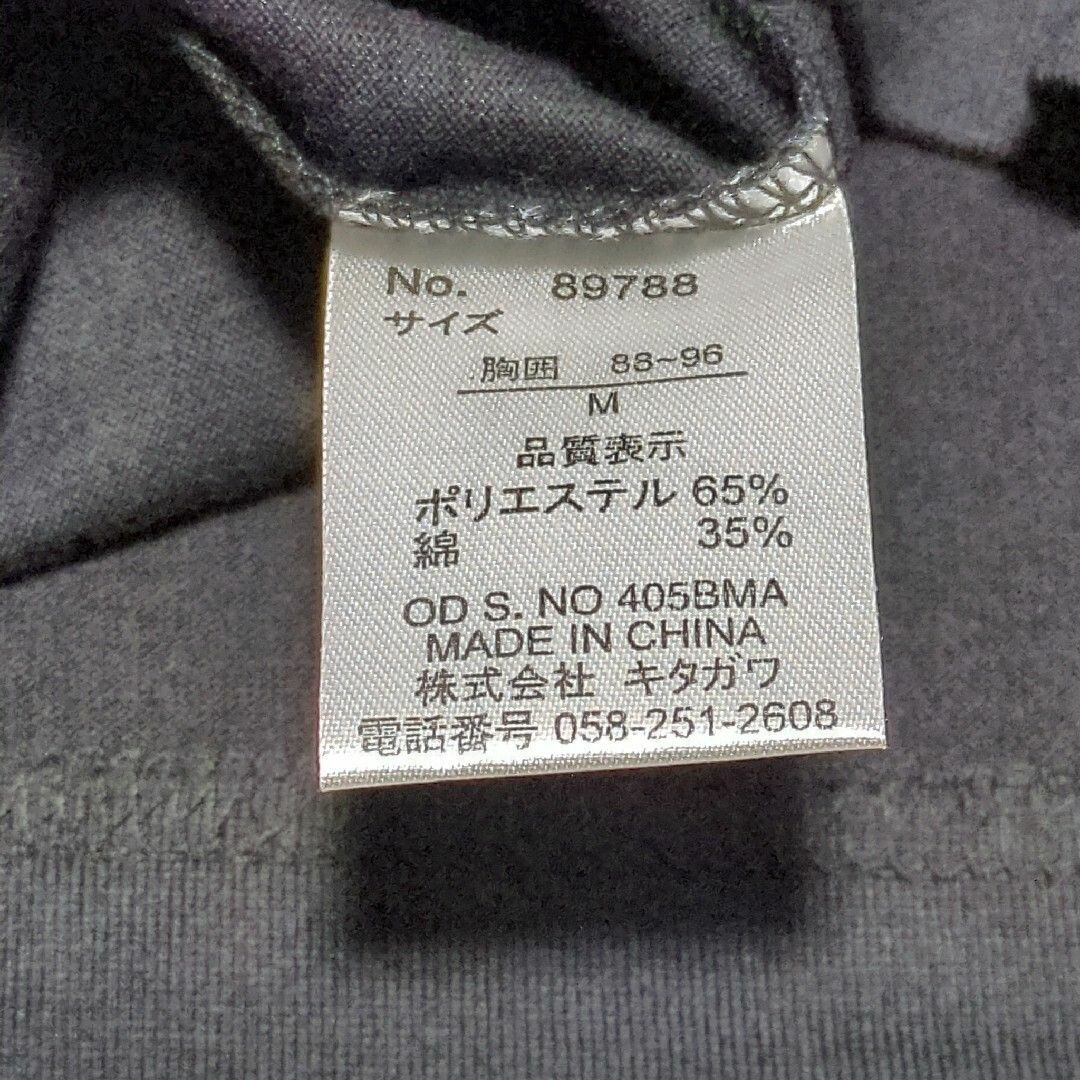 No. 89788
サイズ
胸囲 88~96
M
品質表示
ポリエステル 65%
綿 35%
OD S. NO 405BMA
MADE IN CHINA
株式会社 キタガワ
電話番号 058-251-2608